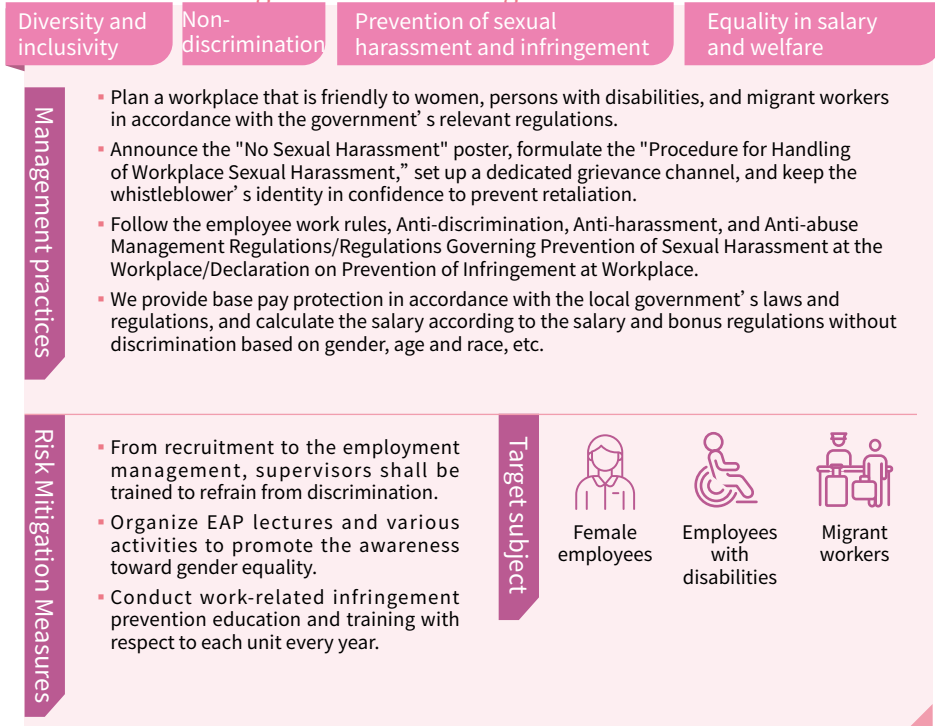 Diversity and
inclusivity
Non-
discrimination
Prevention of sexual
harassment and infringement
Equality in salary
and welfare
Management practices
▪ Plan a workplace that is friendly to women, persons with disabilities, and migrant workers
in accordance with the government’s relevant regulations.
▪ Announce the "No Sexual Harassment" poster, formulate the "Procedure for Handling
of Workplace Sexual Harassment,” set up a dedicated grievance channel, and keep the
whistleblower’s identity in confidence to prevent retaliation.
▪ Follow the employee work rules, Anti-discrimination, Anti-harassment, and Anti-abuse
Management Regulations/Regulations Governing Prevention of Sexual Harassment at the
Workplace/Declaration on Prevention of Infringement at Workplace.
▪ We provide base pay protection in accordance with the local government’s laws and
regulations, and calculate the salary according to the salary and bonus regulations without
discrimination based on gender, age and race, etc.
Risk Mitigation Measures
▪ From recruitment to the employment
management, supervisors shall be
trained to refrain from discrimination.
▪ Organize EAP lectures and various
activities to promote the awareness
toward gender equality.
▪ Conduct work-related infringement
prevention education and training with
respect to each unit every year.
Target subject
Female
employees
Employees
with
disabilities
Migrant
workers